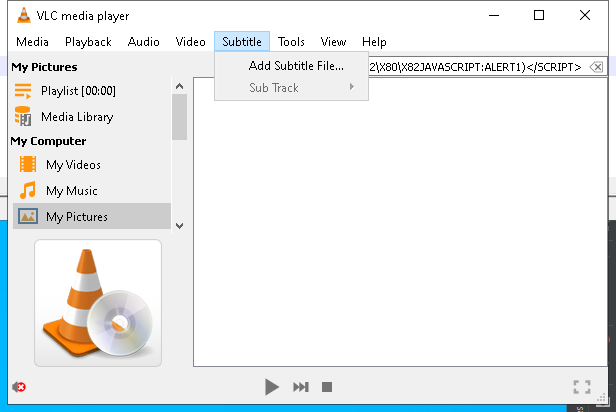 VLC media player
Media Playback Audio Video Subtitle Tools View Help
Add Subtitle File...
Sub Track
2\X80\X82JAVASCRIPT:ALERT1)</SCRIPT>
My Pictures
Playlist [00:00]
Media Library
My Computer
My Videos
My Music
My Pictures